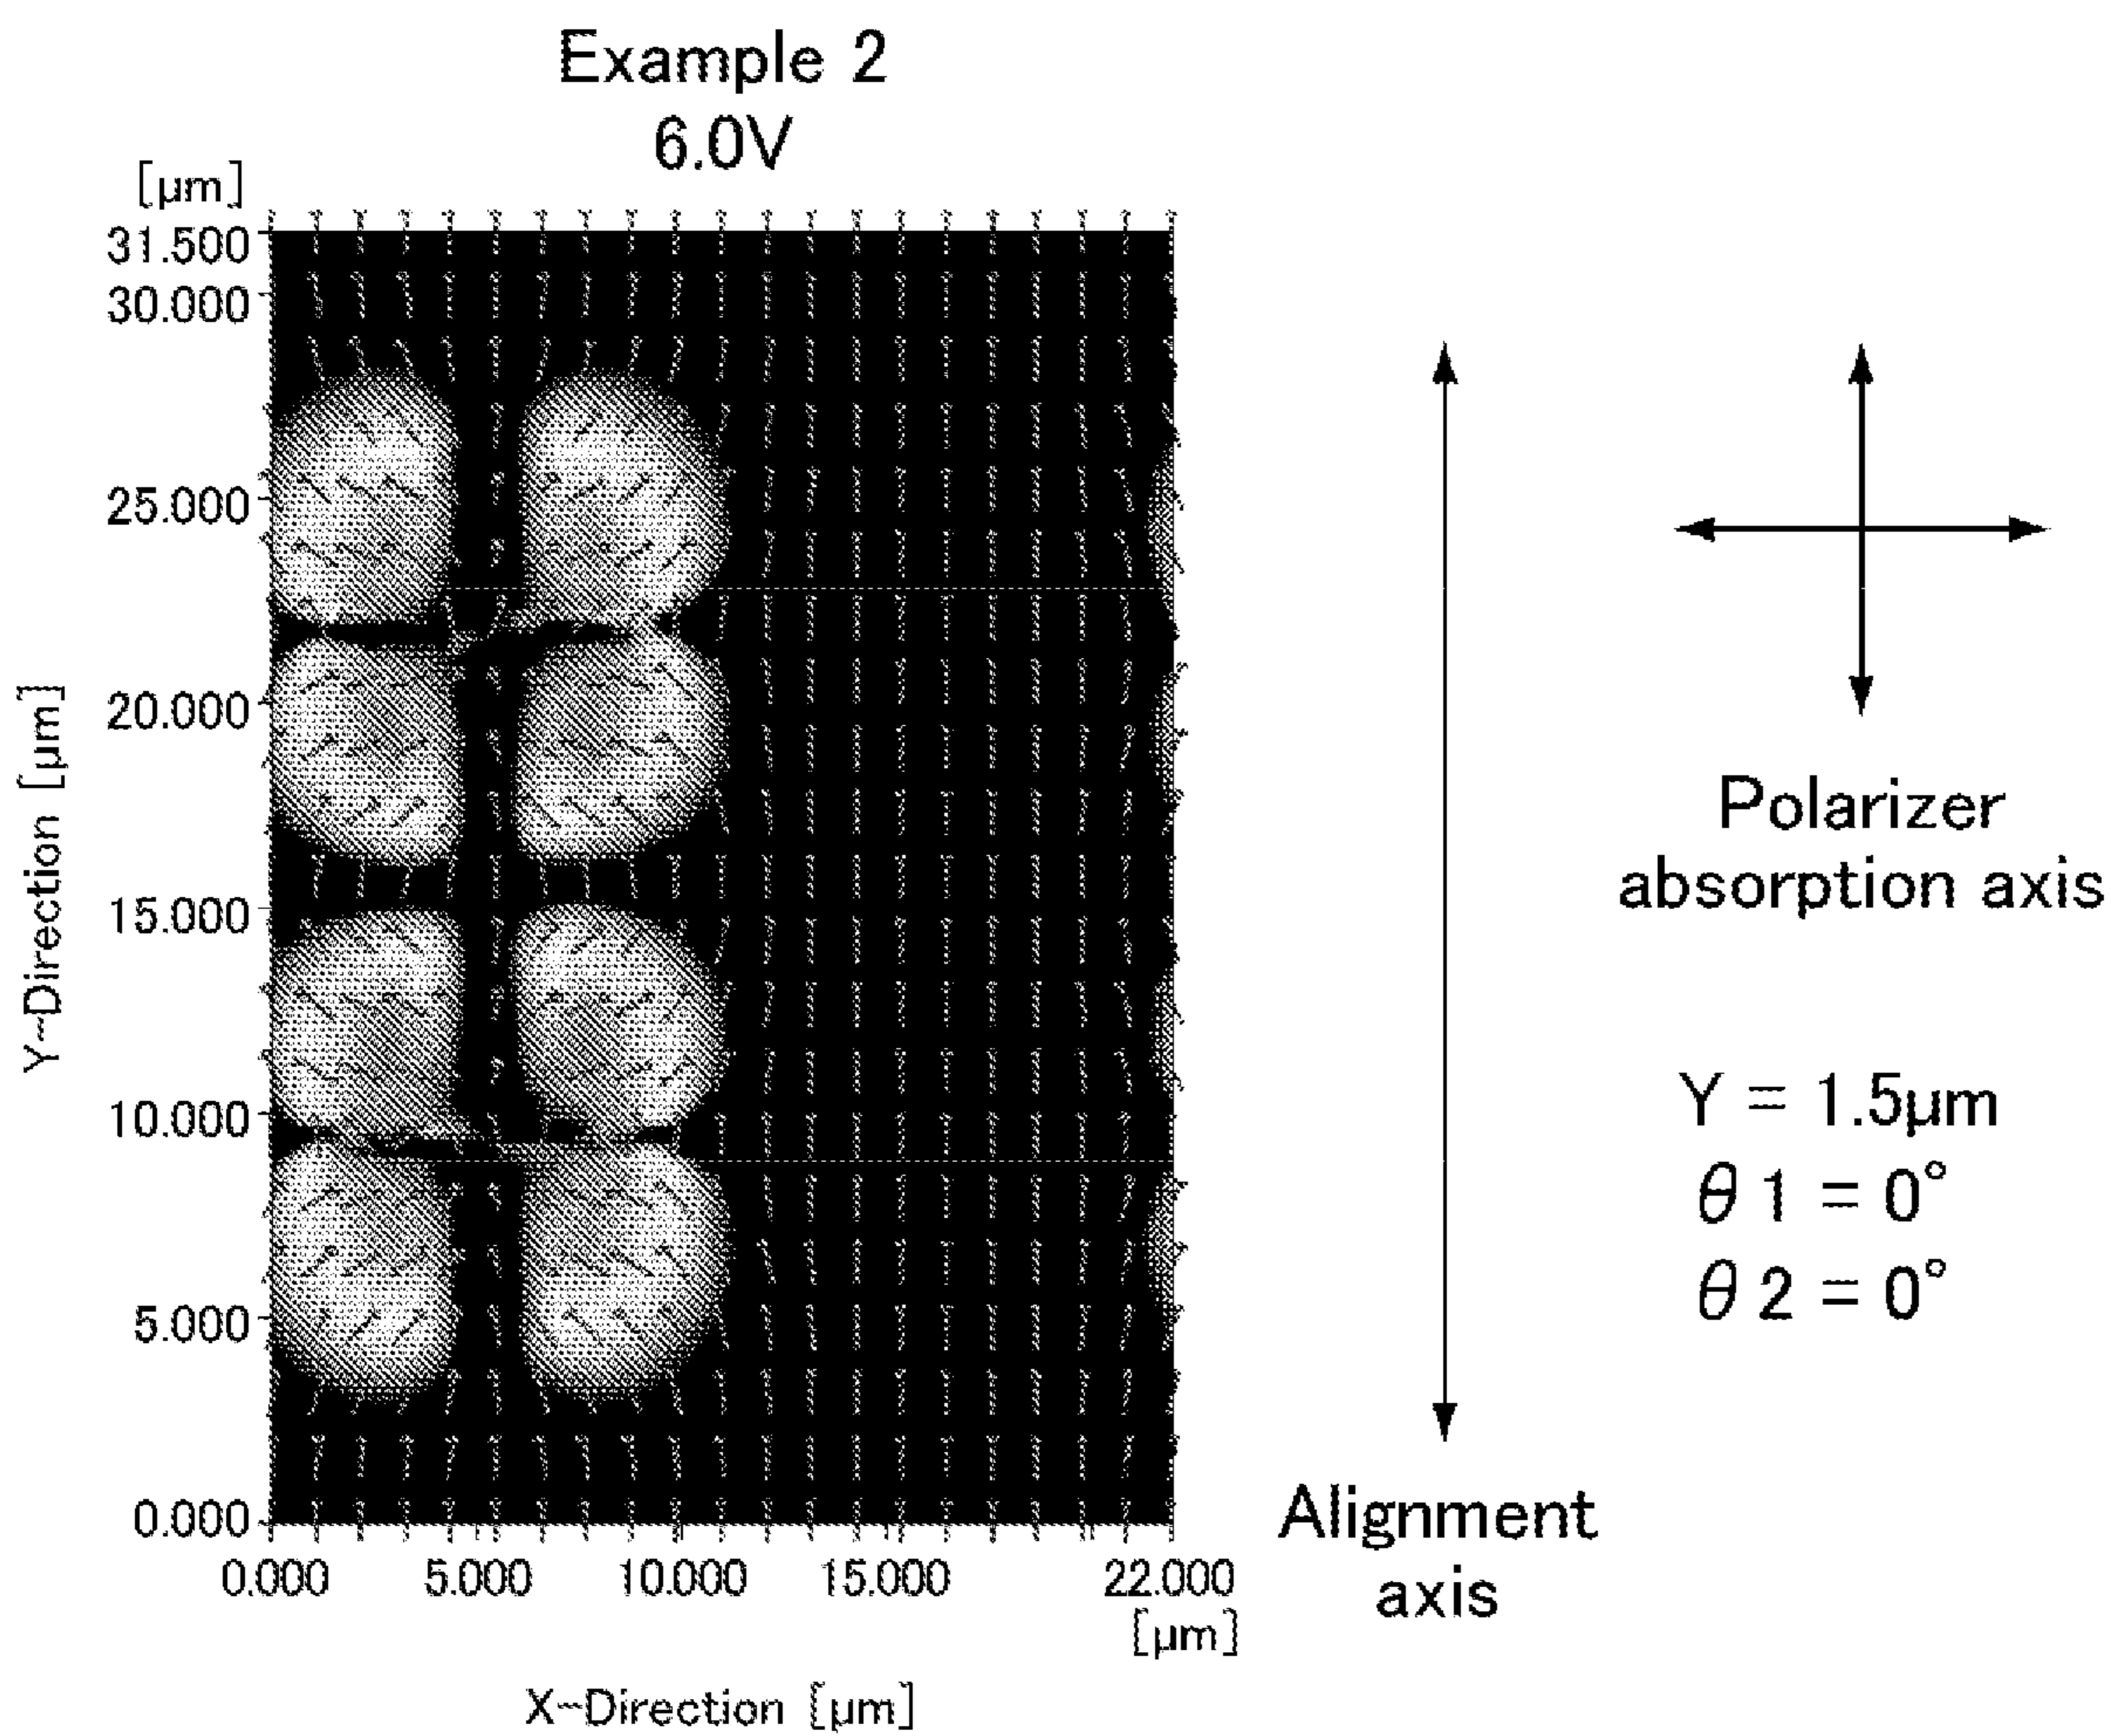 Example 2
6.0V
[μm]
31.500
30.000
25.000
20.000
15.000
10.000
5.000
0.000
Y-Direction [μm]
0.000 5.000 10.000 15.000 22.000
[μm]
X-Direction [μm]
Alignment
axis
Polarizer
absorption axis
Y = 1.5μm
θ 1 = 0°
θ 2 = 0°